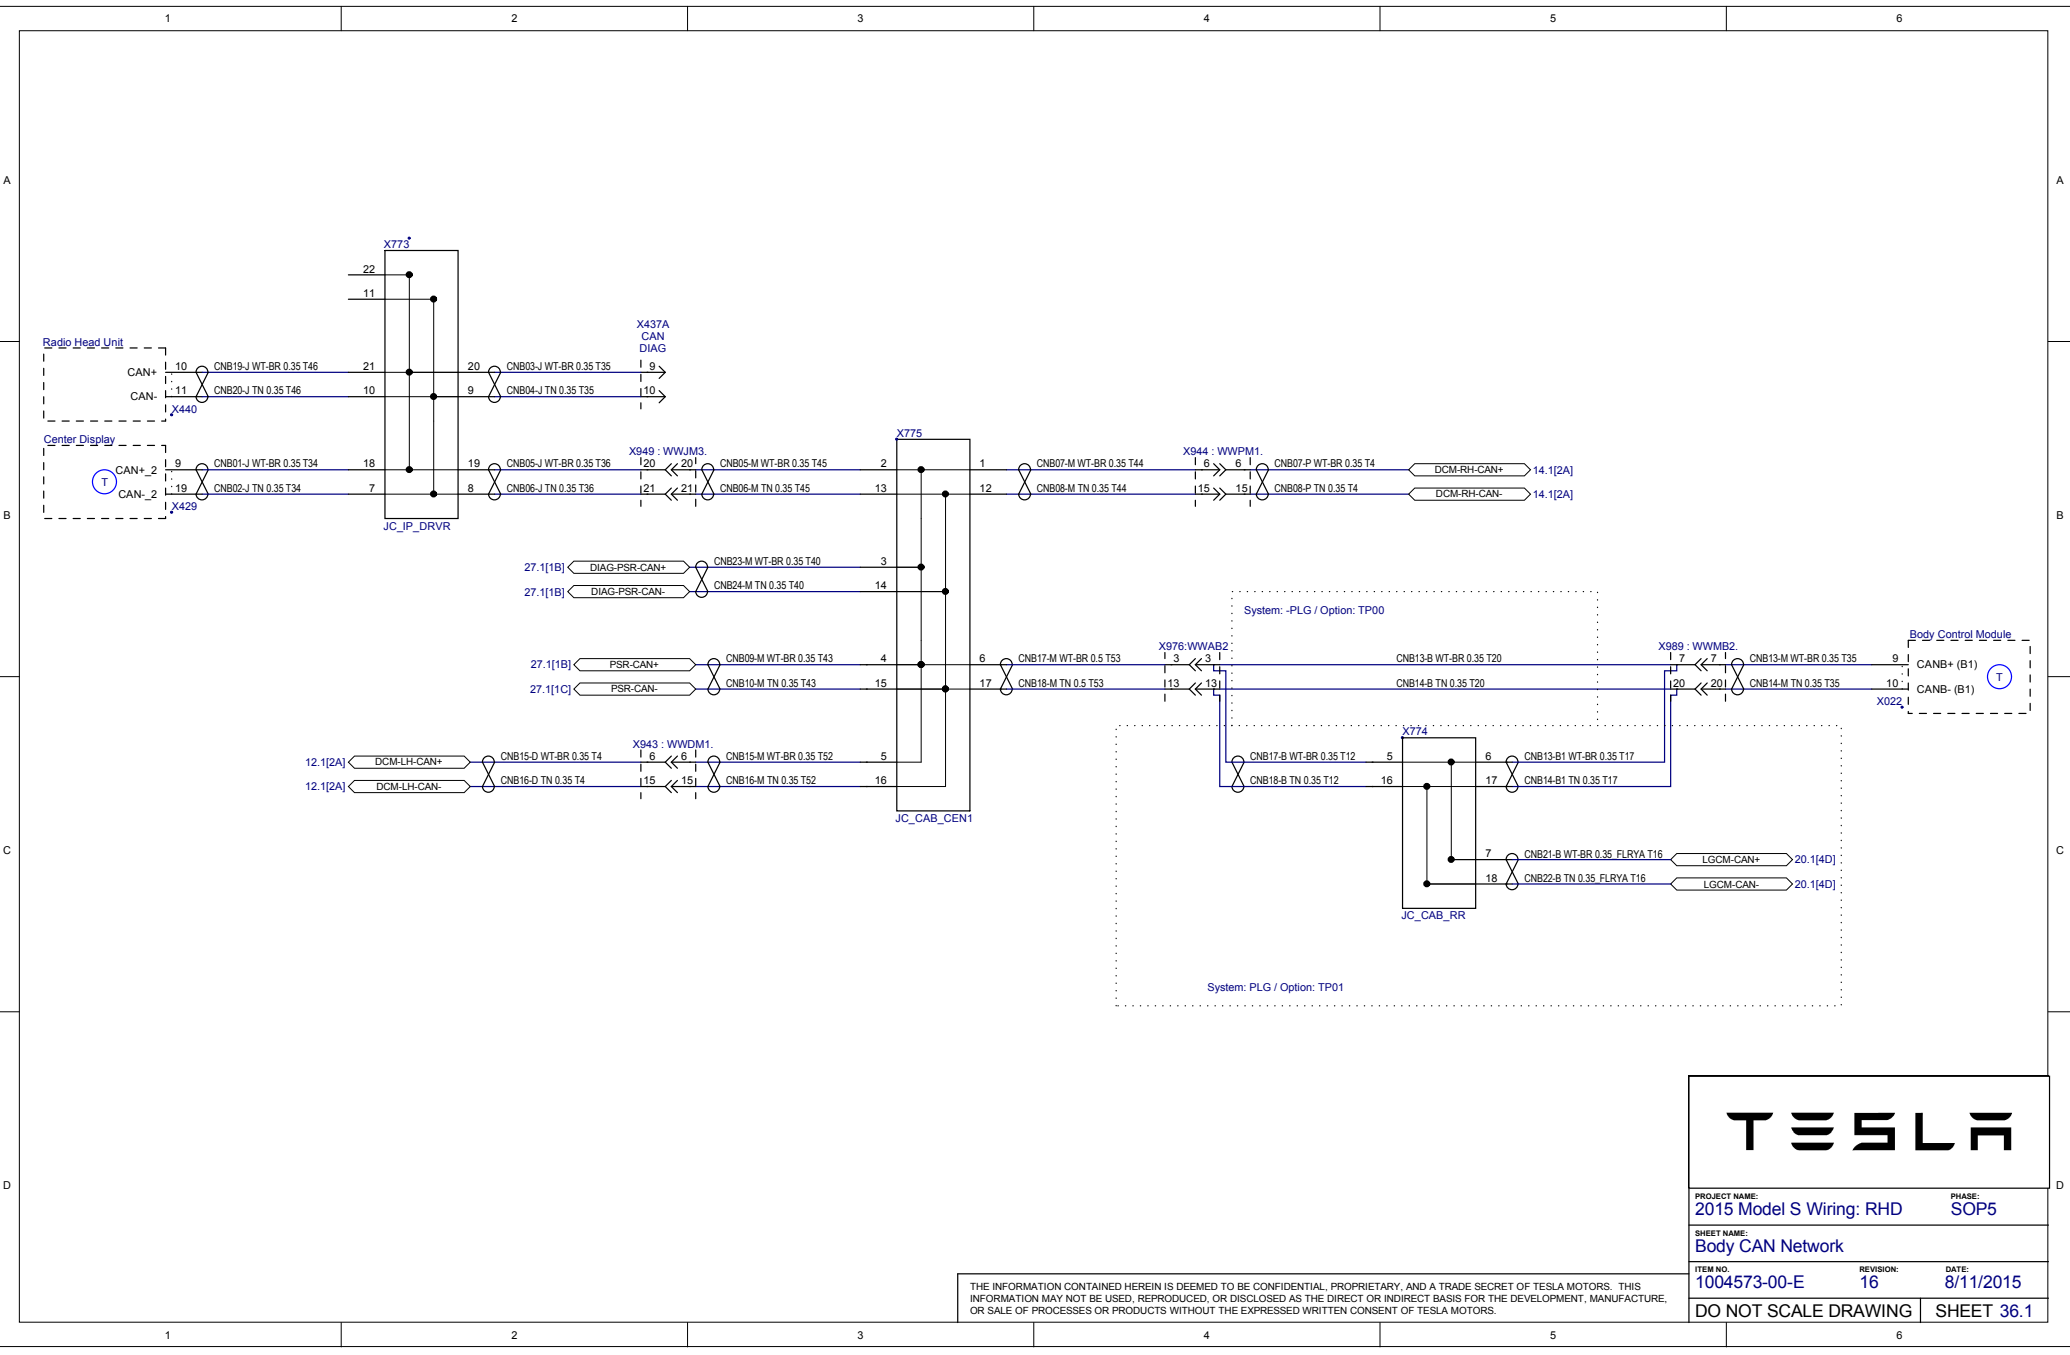 1 2 3 4 5 6
A A
B B
C C
D D
X773
22
11
21
10
18
7
20
9
19
8
JC_IP_DRVR
Radio Head Unit
CAN+ 10 CNB19-J WT-BR 0.35 T46
CAN- 11 CNB20-J TN 0.35 T46
X440
Center Display
T
CAN+_2 9 CNB01-J WT-BR 0.35 T34
CAN-_2 19 CNB02-J TN 0.35 T34
X429
X437A
CAN
DIAG
CNB03-J WT-BR 0.35 T35 9
CNB04-J TN 0.35 T35 10
X949 : WWJM3.
CNB05-J WT-BR 0.35 T36 20 20 CNB05-M WT-BR 0.35 T45 2
CNB06-J TN 0.35 T36 21 21 CNB06-M TN 0.35 T45 13
X775
27.1[1B] DIAG-PSR-CAN+ CNB23-M WT-BR 0.35 T40 3
27.1[1B] DIAG-PSR-CAN- CNB24-M TN 0.35 T40 14
27.1[1B] PSR-CAN+ CNB09-M WT-BR 0.35 T43 4
27.1[1C] PSR-CAN- CNB10-M TN 0.35 T43 15
X943 : WWDM1.
12.1[2A] DCM-LH-CAN+ CNB15-D WT-BR 0.35 T4 6 6 CNB15-M WT-BR 0.35 T52 5
12.1[2A] DCM-LH-CAN- CNB16-D TN 0.35 T4 15 15 CNB16-M TN 0.35 T52 16
JC_CAB_CEN1
X944 : WWPM1.
1 CNB07-M WT-BR 0.35 T44 6 6 CNB07-P WT-BR 0.35 T4 DCM-RH-CAN+ 14.1[2A]
12 CNB08-M TN 0.35 T44 15 15 CNB08-P TN 0.35 T4 DCM-RH-CAN- 14.1[2A]
System: -PLG / Option: TP00
X976:WWAB2
6 CNB17-M WT-BR 0.5 T53 3 3 CNB13-B WT-BR 0.35 T20
17 CNB18-M TN 0.5 T53 13 13 CNB14-B TN 0.35 T20
X989 : WWMB2.
7 7 CNB13-M WT-BR 0.35 T35 9
20 20 CNB14-M TN 0.35 T35 10
Body Control Module
CANB+ (B1)
CANB- (B1)
T
X022
X774
CNB17-B WT-BR 0.35 T12 5 6 CNB13-B1 WT-BR 0.35 T17
CNB18-B TN 0.35 T12 16 17 CNB14-B1 TN 0.35 T17
7 CNB21-B WT-BR 0.35_FLRYA T16 LGCM-CAN+ 20.1[4D]
18 CNB22-B TN 0.35_FLRYA T16 LGCM-CAN- 20.1[4D]
JC_CAB_RR
System: PLG / Option: TP01
TESLA
PROJECT NAME: PHASE:
2015 Model S Wiring: RHD SOP5
SHEET NAME:
Body CAN Network
ITEM NO. REVISION: DATE:
1004573-00-E 16 8/11/2015
DO NOT SCALE DRAWING SHEET 36.1
THE INFORMATION CONTAINED HEREIN IS DEEMED TO BE CONFIDENTIAL, PROPRIETARY, AND A TRADE SECRET OF TESLA MOTORS. THIS
INFORMATION MAY NOT BE USED, REPRODUCED, OR DISCLOSED AS THE DIRECT OR INDIRECT BASIS FOR THE DEVELOPMENT, MANUFACTURE,
OR SALE OF PROCESSES OR PRODUCTS WITHOUT THE EXPRESSED WRITTEN CONSENT OF TESLA MOTORS.
1 2 3 4 5 6